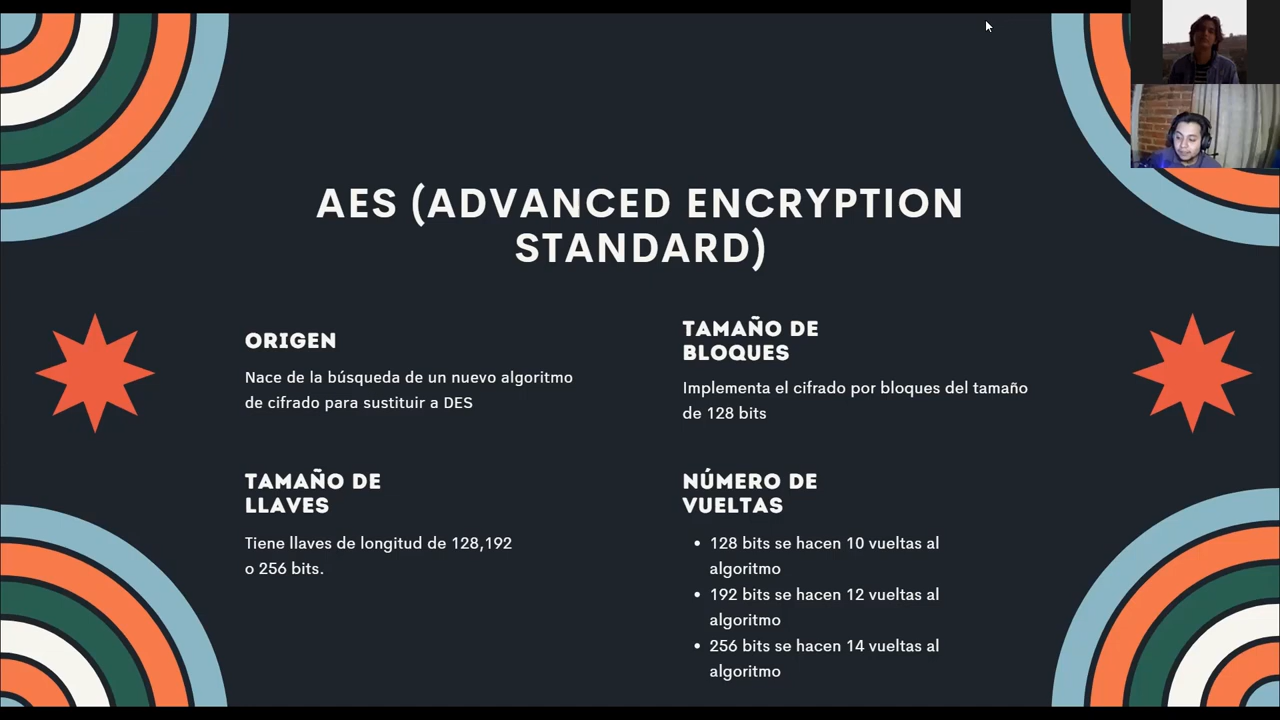 AES (ADVANCED ENCRYPTION
STANDARD)
ORIGEN
Nace de la búsqueda de un nuevo algoritmo
de cifrado para sustituir a DES
TAMAÑO DE
BLOQUES
Implementa el cifrado por bloques del tamaño
de 128 bits
TAMAÑO DE
LLAVES
Tiene llaves de longitud de 128,192
o 256 bits.
NÚMERO DE
VUELTAS
• 128 bits se hacen 10 vueltas al
algoritmo
• 192 bits se hacen 12 vueltas al
algoritmo
• 256 bits se hacen 14 vueltas al
algoritmo